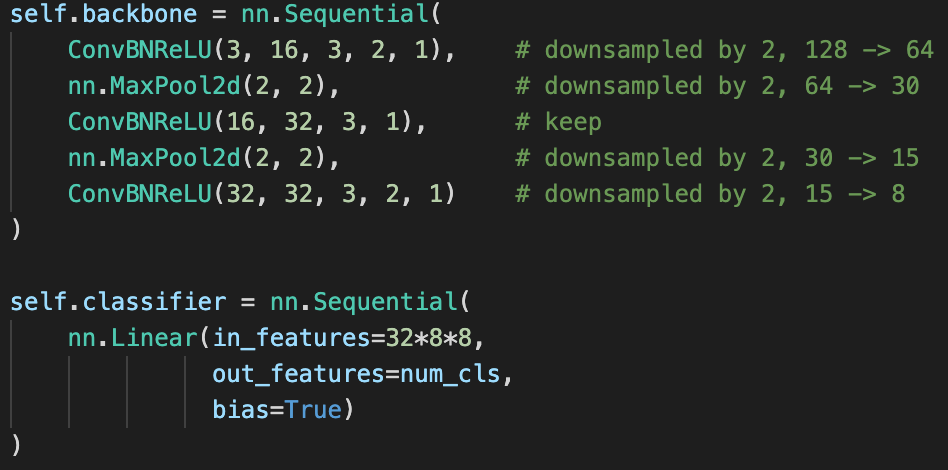 self.backbone = nn.Sequential(
    ConvBNReLU(3, 16, 3, 2, 1),    # downsampled by 2, 128 -> 64
    nn.MaxPool2d(2, 2),            # downsampled by 2, 64 -> 30
    ConvBNReLU(16, 32, 3, 1),      # keep
    nn.MaxPool2d(2, 2),            # downsampled by 2, 30 -> 15
    ConvBNReLU(32, 32, 3, 2, 1)    # downsampled by 2, 15 -> 8
)

self.classifier = nn.Sequential(
    nn.Linear(in_features=32*8*8,
              out_features=num_cls,
              bias=True)
)